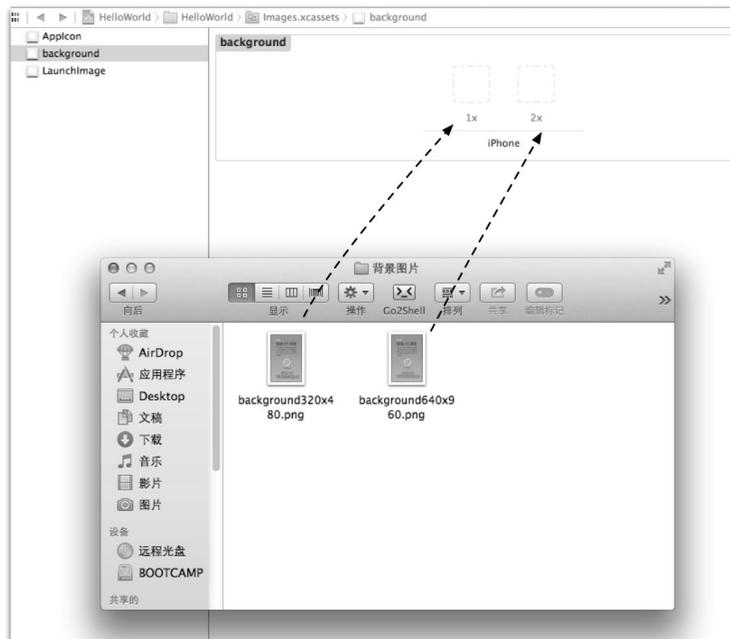 HelloWorld HelloWorld Images.xcassets background
AppIcon
background
LaunchImage
background
1x 2x
iPhone
背景图片
向后 显示 操作 Go2Shell 排列 共享 编辑标记
个人收藏
AirDrop
应用程序
Desktop
文稿
下载
音乐
影片
图片
设备
远程光盘
BOOTCAMP
共享的
background320x4
80.png
background640x9
60.png